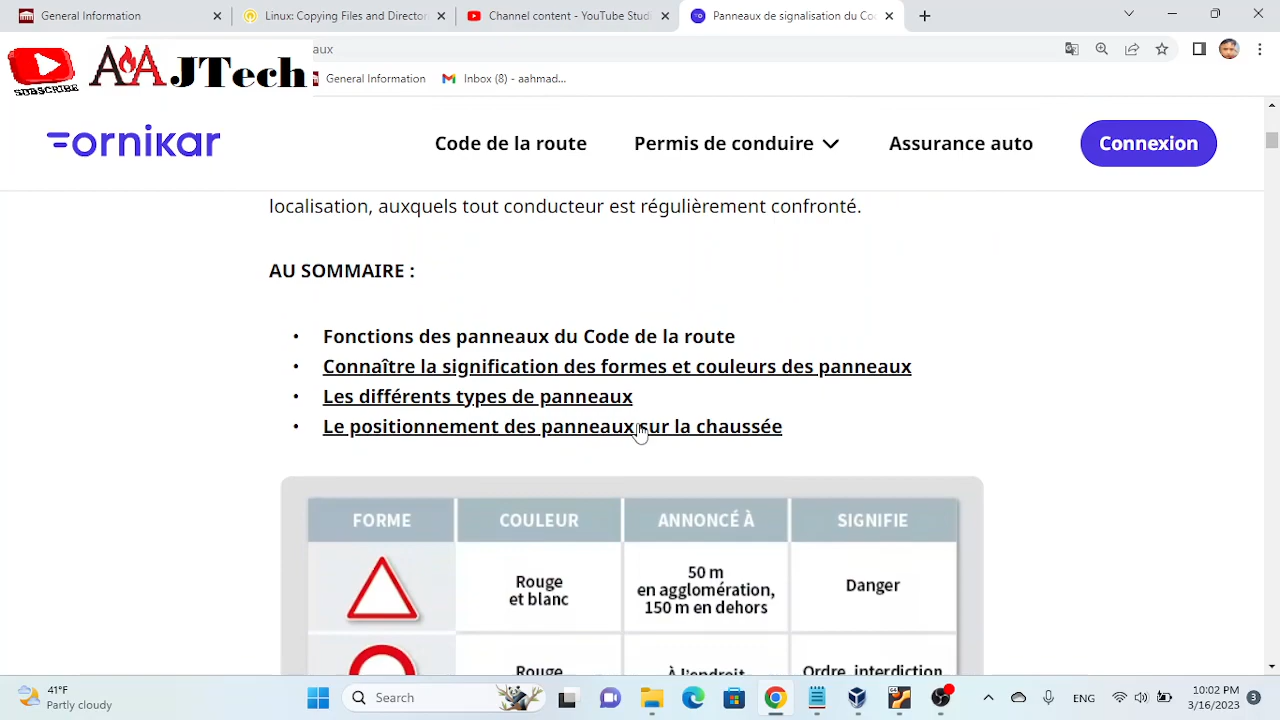 General Information
Linux: Copying Files and Director
Channel content - YouTube Studi
Panneaux de signalisation du Co
SUBSCRIBE
AAJTech
aux
General Information
Inbox (8) - aahmad...
ornikar
Code de la route
Permis de conduire
Assurance auto
Connexion
localisation, auxquels tout conducteur est régulièrement confronté.
AU SOMMAIRE :
• Fonctions des panneaux du Code de la route
• Connaître la signification des formes et couleurs des panneaux
• Les différents types de panneaux
• Le positionnement des panneaux sur la chaussée
FORME COULEUR ANNONCÉ À SIGNIFIE
Rouge
et blanc
50 m
en agglomération,
150 m en dehors
Danger
Rouge
À l'endroit
Ordre, interdiction
41°F
Partly cloudy
Search
ENG
10:02 PM
3/16/2023
3